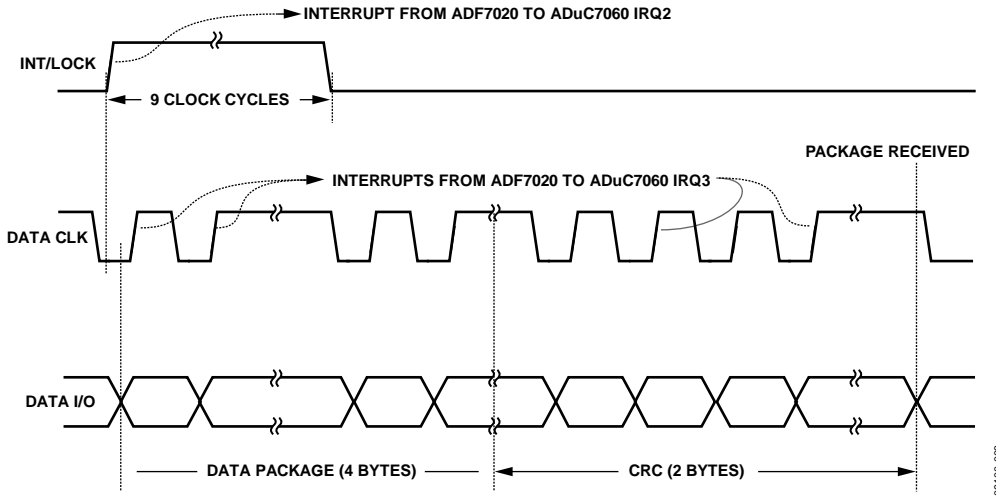 INTERRUPT FROM ADF7020 TO ADuC7060 IRQ2
INT/LOCK
9 CLOCK CYCLES
PACKAGE RECEIVED
INTERRUPTS FROM ADF7020 TO ADuC7060 IRQ3
DATA CLK
DATA I/O
DATA PACKAGE (4 BYTES)
CRC (2 BYTES)